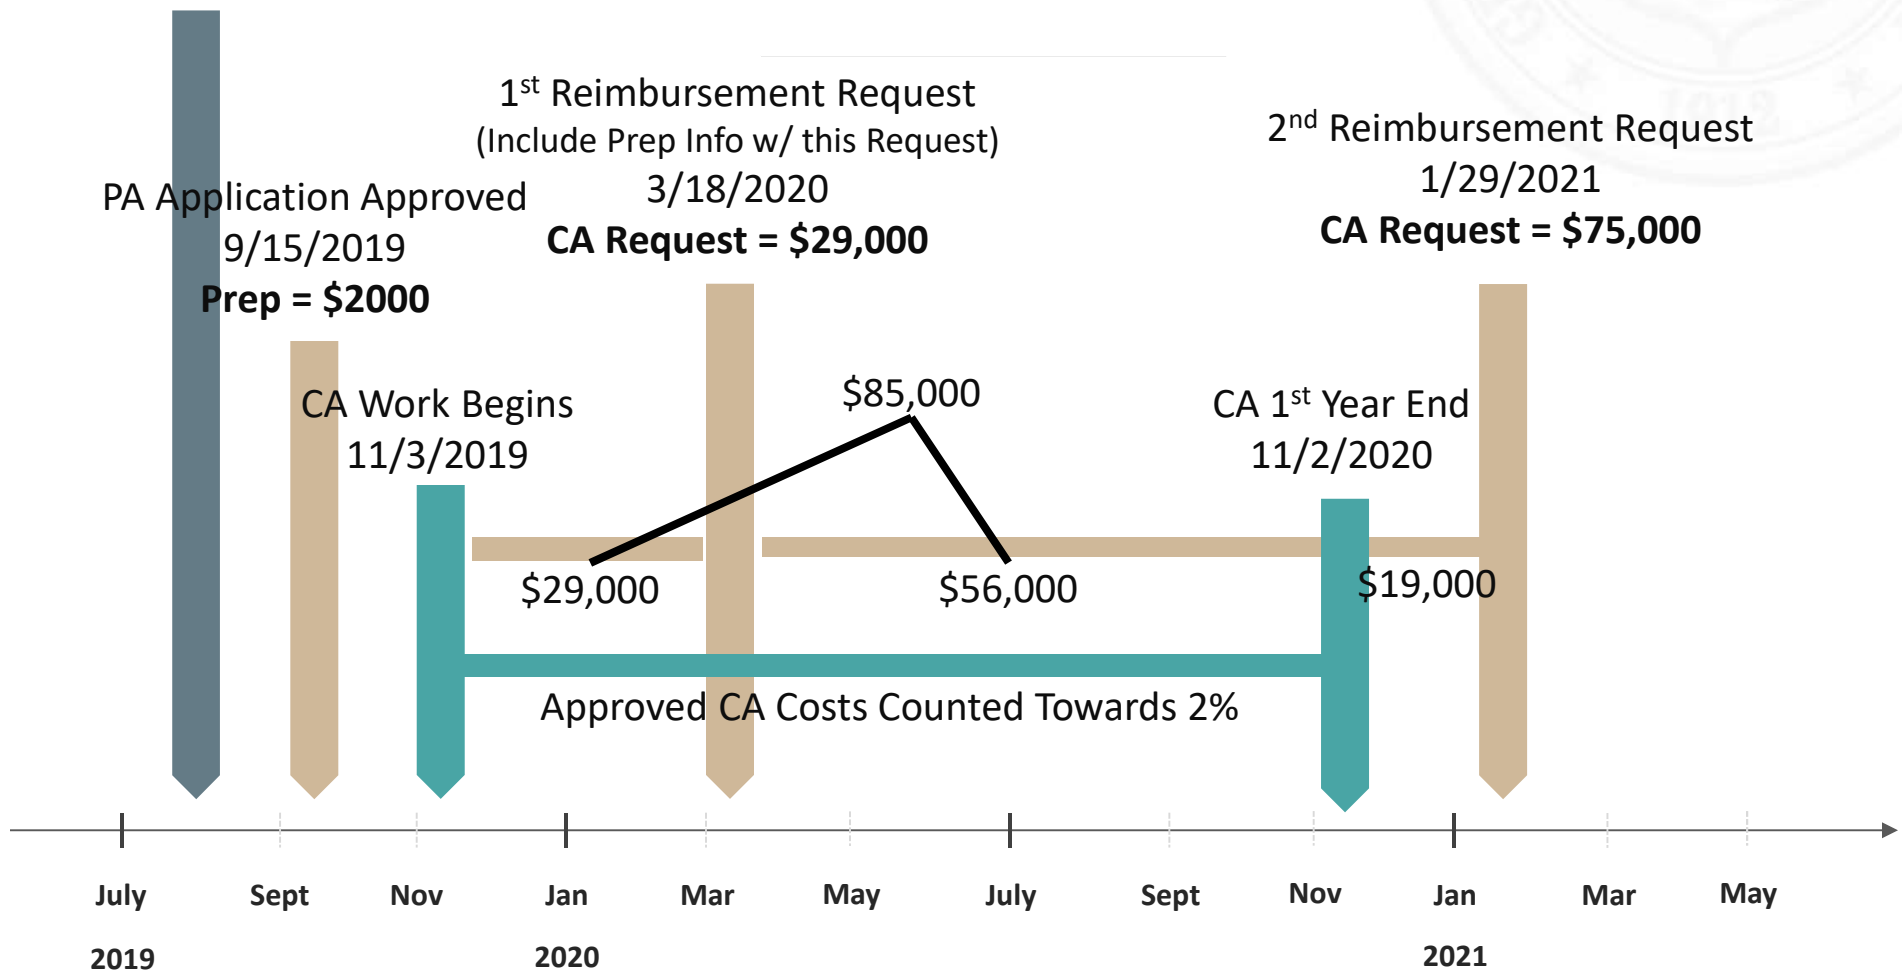 1st Reimbursement Request
(Include Prep Info w/ this Request)
3/18/2020
CA Request = $29,000
2nd Reimbursement Request
1/29/2021
CA Request = $75,000
PA Application Approved
9/15/2019
Prep = $2000
CA Work Begins
11/3/2019
$85,000
CA 1st Year End
11/2/2020
$29,000
$56,000
$19,000
Approved CA Costs Counted Towards 2%
July
Sept
Nov
Jan
Mar
May
July
Sept
Nov
Jan
Mar
May
2019
2020
2021